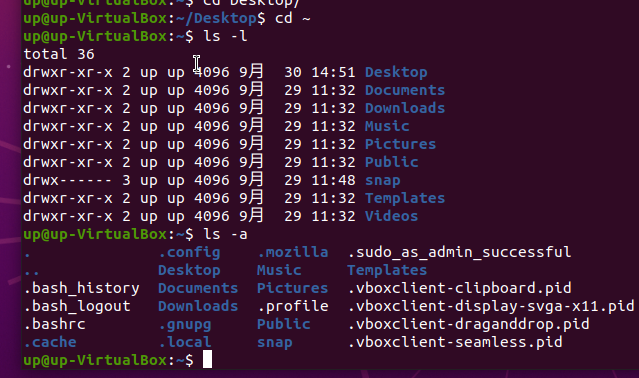 up@up-VirtualBox:~$ cd Desktop/
up@up-VirtualBox:~/Desktop$ cd ~
up@up-VirtualBox:~$ ls -l
total 36
drwxr-xr-x 2 up up 4096 9月  30 14:51 Desktop
drwxr-xr-x 2 up up 4096 9月  29 11:32 Documents
drwxr-xr-x 2 up up 4096 9月  29 11:32 Downloads
drwxr-xr-x 2 up up 4096 9月  29 11:32 Music
drwxr-xr-x 2 up up 4096 9月  29 11:32 Pictures
drwxr-xr-x 2 up up 4096 9月  29 11:32 Public
drwx------ 3 up up 4096 9月  29 11:48 snap
drwxr-xr-x 2 up up 4096 9月  29 11:32 Templates
drwxr-xr-x 2 up up 4096 9月  29 11:32 Videos
up@up-VirtualBox:~$ ls -a
.              .config    .mozilla  .sudo_as_admin_successful
..             Desktop    Music     Templates
.bash_history  Documents  Pictures  .vboxclient-clipboard.pid
.bash_logout   Downloads  .profile  .vboxclient-display-svga-x11.pid
.bashrc        .gnupg     Public    .vboxclient-draganddrop.pid
.cache         .local     snap      .vboxclient-seamless.pid
up@up-VirtualBox:~$